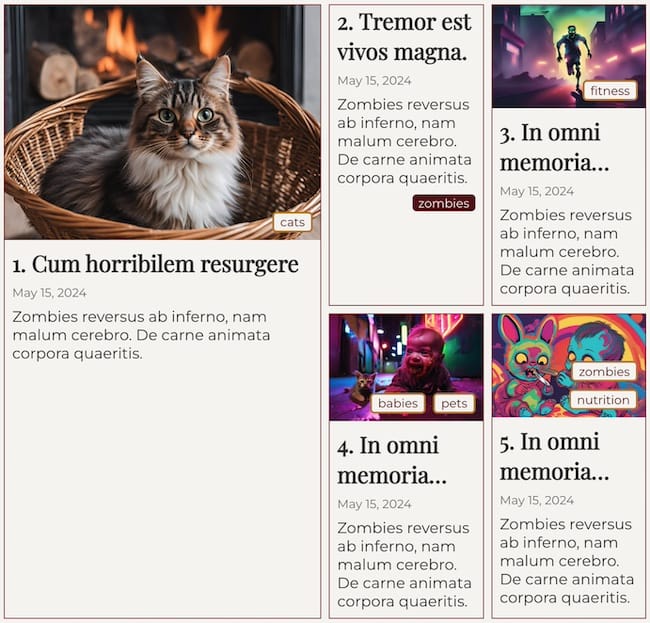 cats
1. Cum horribilem resurgere
May 15, 2024
Zombies reversus ab inferno, nam
malum cerebro. De carne animata
corpora quaeritis.
2. Tremor est
vivos magna.
May 15, 2024
Zombies reversus
ab inferno, nam
malum cerebro.
De carne animata
corpora quaeritis.
zombies
fitness
3. In omni
memoria...
May 15, 2024
Zombies reversus
ab inferno, nam
malum cerebro.
De carne animata
corpora quaeritis.
babies pets
4. In omni
memoria...
May 15, 2024
Zombies reversus
ab inferno, nam
malum cerebro.
De carne animata
corpora quaeritis.
zombies
nutrition
5. In omni
memoria...
May 15, 2024
Zombies reversus
ab inferno, nam
malum cerebro.
De carne animata
corpora quaeritis.